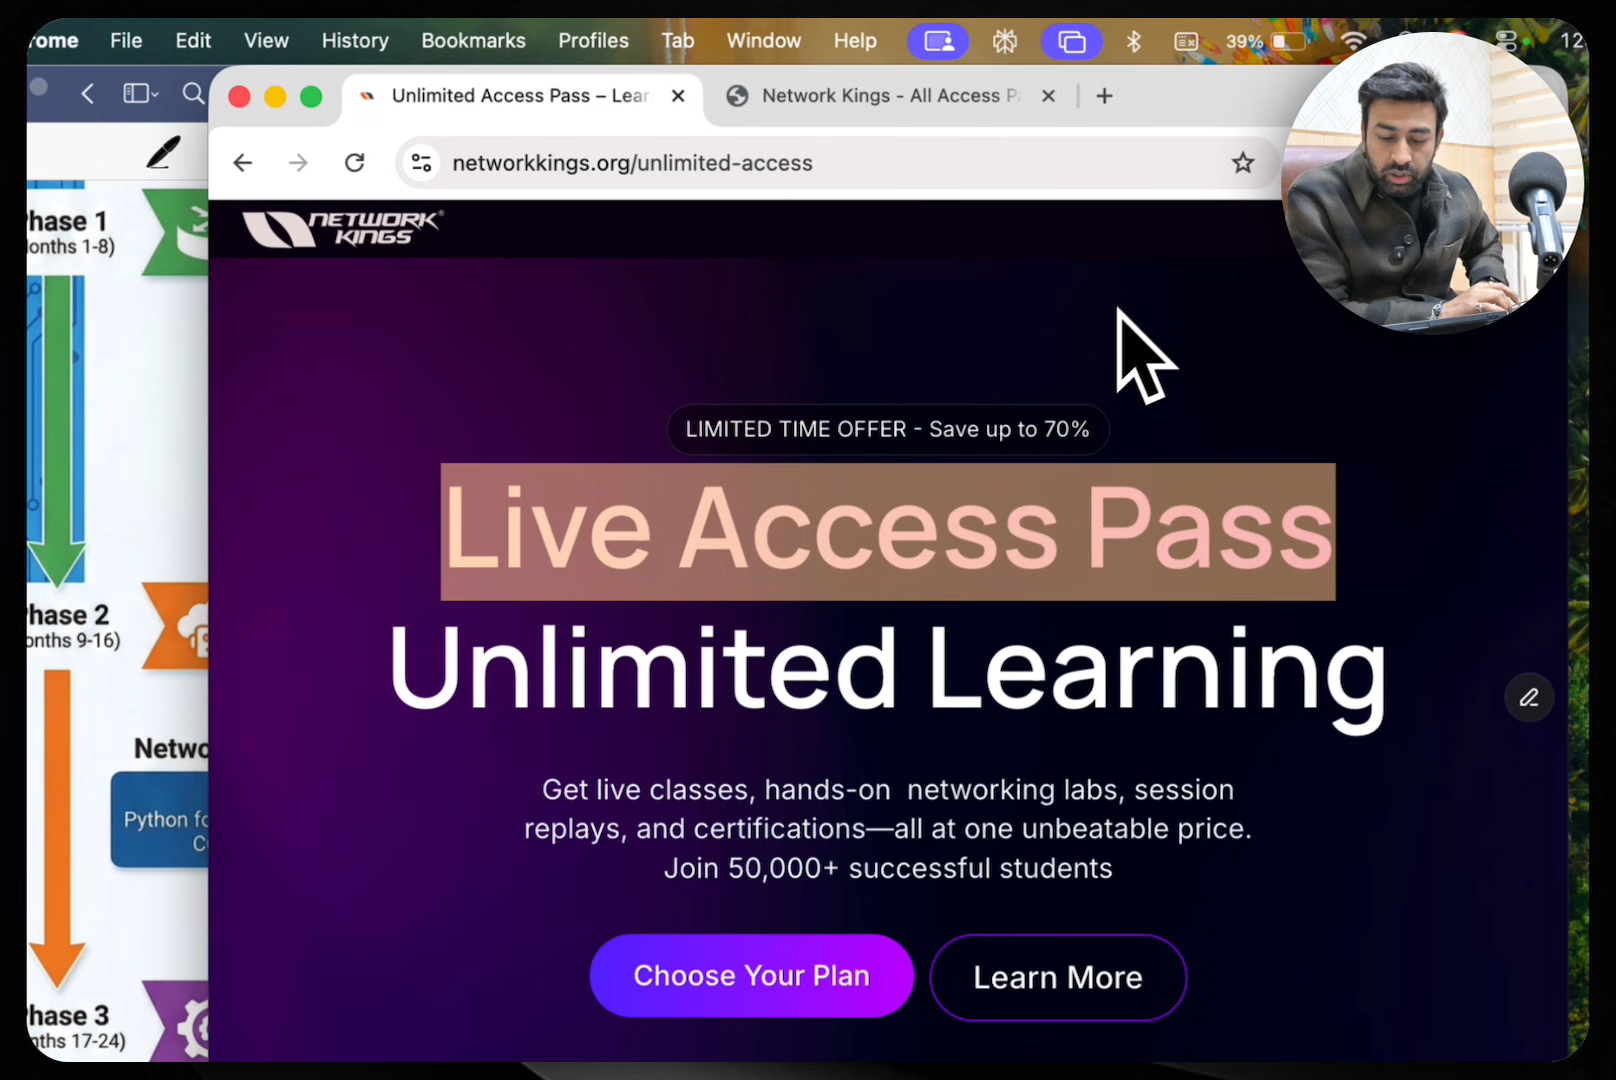 File Edit View History Bookmarks Profiles Tab Window Help 39%
Unlimited Access Pass – Lear
Network Kings - All Access
networkkings.org/unlimited-access
NETWORK
KINGS
LIMITED TIME OFFER - Save up to 70%
Live Access Pass
Unlimited Learning
Get live classes, hands-on networking labs, session
replays, and certifications—all at one unbeatable price.
Join 50,000+ successful students
Choose Your Plan
Learn More
hase 1
onths 1-8)
hase 2
onths 9-16)
Netwo
Python fo
hase 3
nths 17-24)